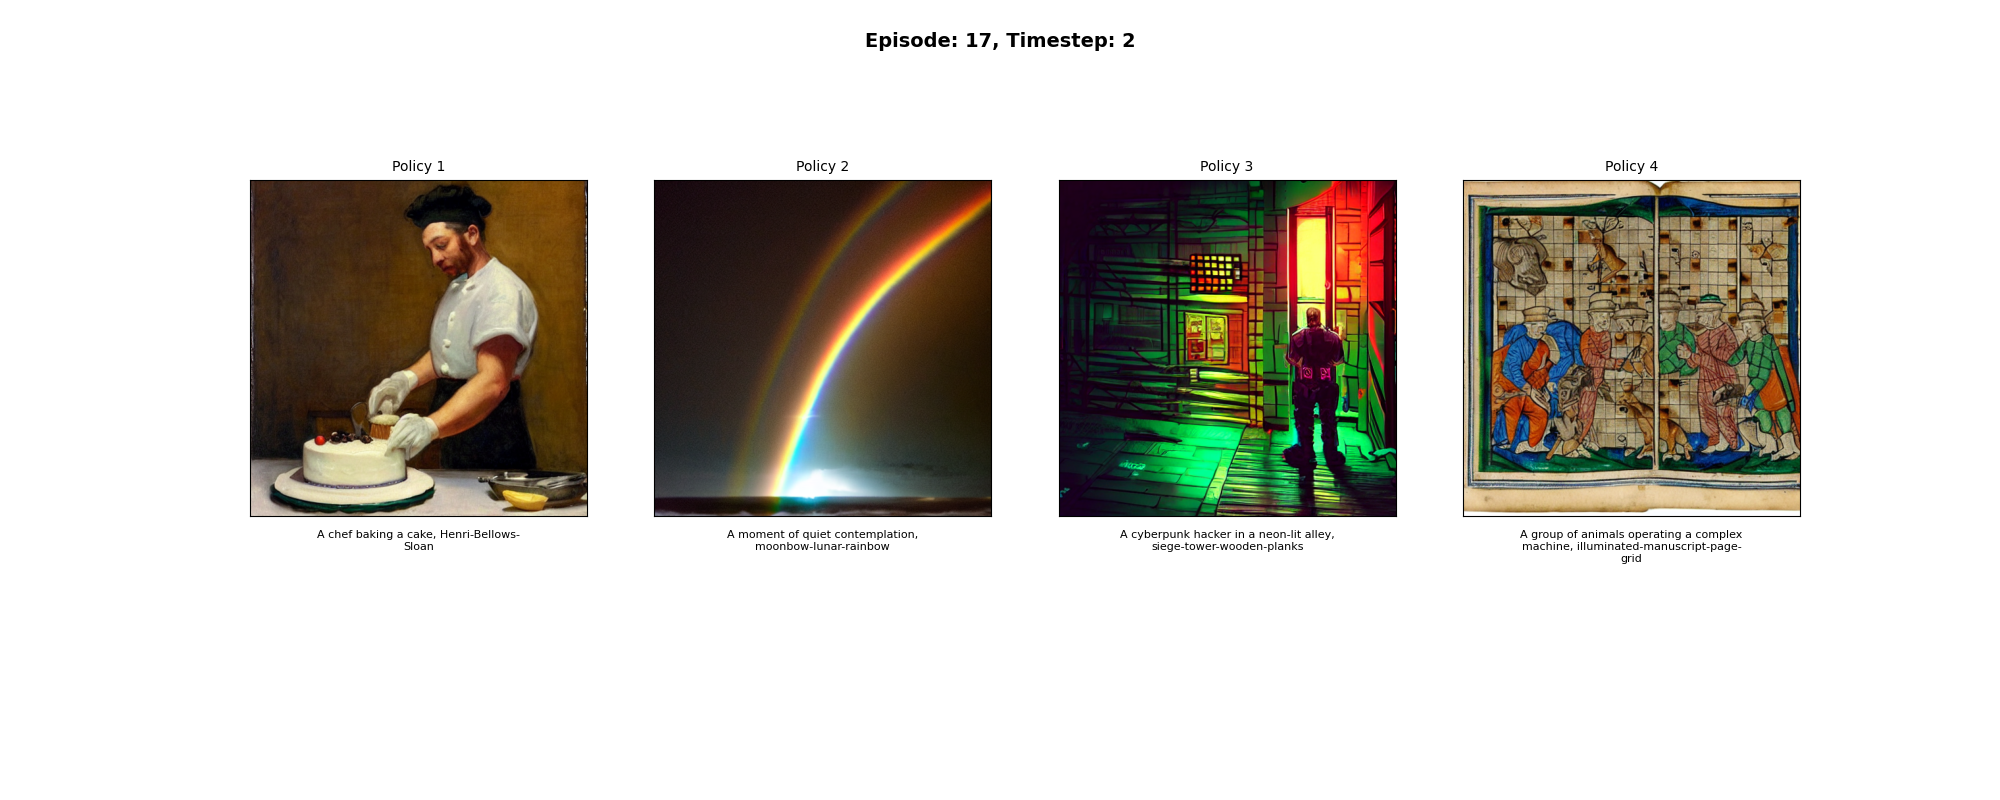 Episode: 17, Timestep: 2
Policy 1
Policy 2
Policy 3
Policy 4
A chef baking a cake, Henri-Bellows-
Sloan
A moment of quiet contemplation,
moonbow-lunar-rainbow
A cyberpunk hacker in a neon-lit alley,
siege-tower-wooden-planks
A group of animals operating a complex
machine, illuminated-manuscript-page-
grid